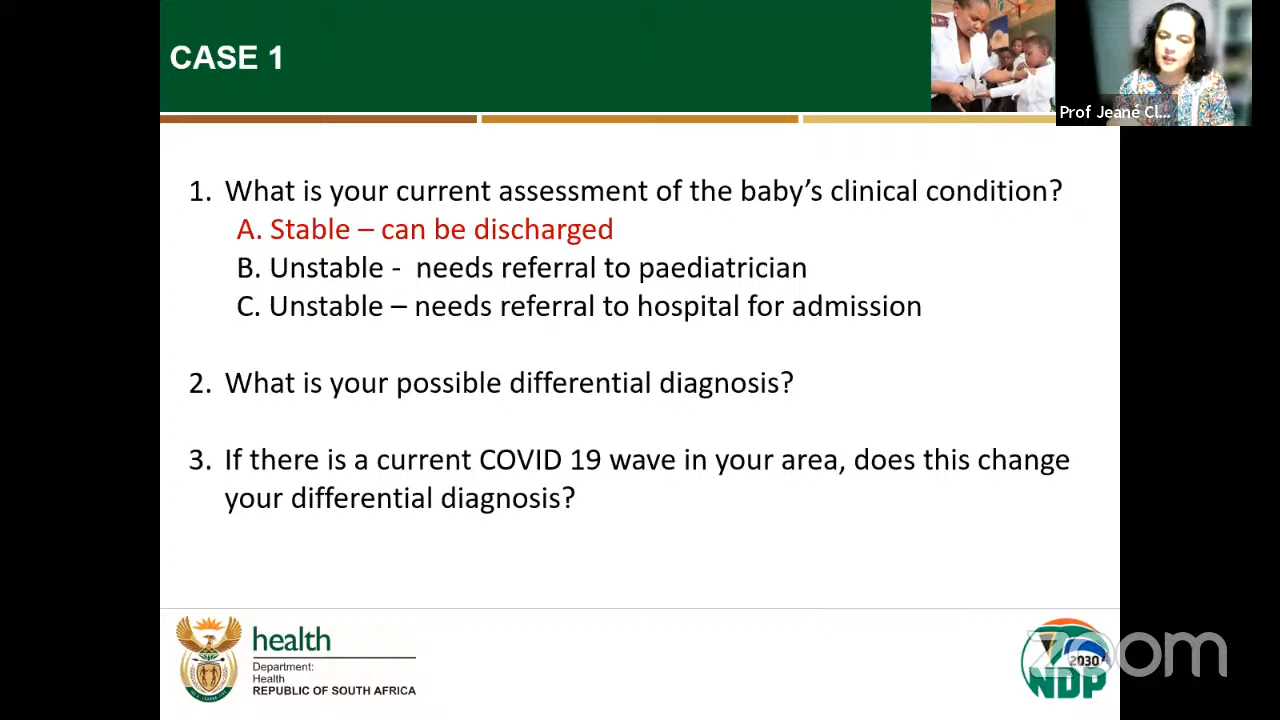 CASE 1
Prof Jeané Cl...
1. What is your current assessment of the baby’s clinical condition?
A. Stable – can be discharged
B. Unstable - needs referral to paediatrician
C. Unstable – needs referral to hospital for admission
2. What is your possible differential diagnosis?
3. If there is a current COVID 19 wave in your area, does this change
your differential diagnosis?
health
Department:
Health
REPUBLIC OF SOUTH AFRICA
2030
NDP
zoom